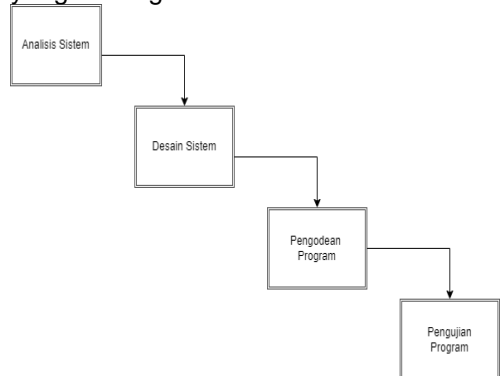 Analisis Sistem
Desain Sistem
Pengodean
Program
Pengujian
Program